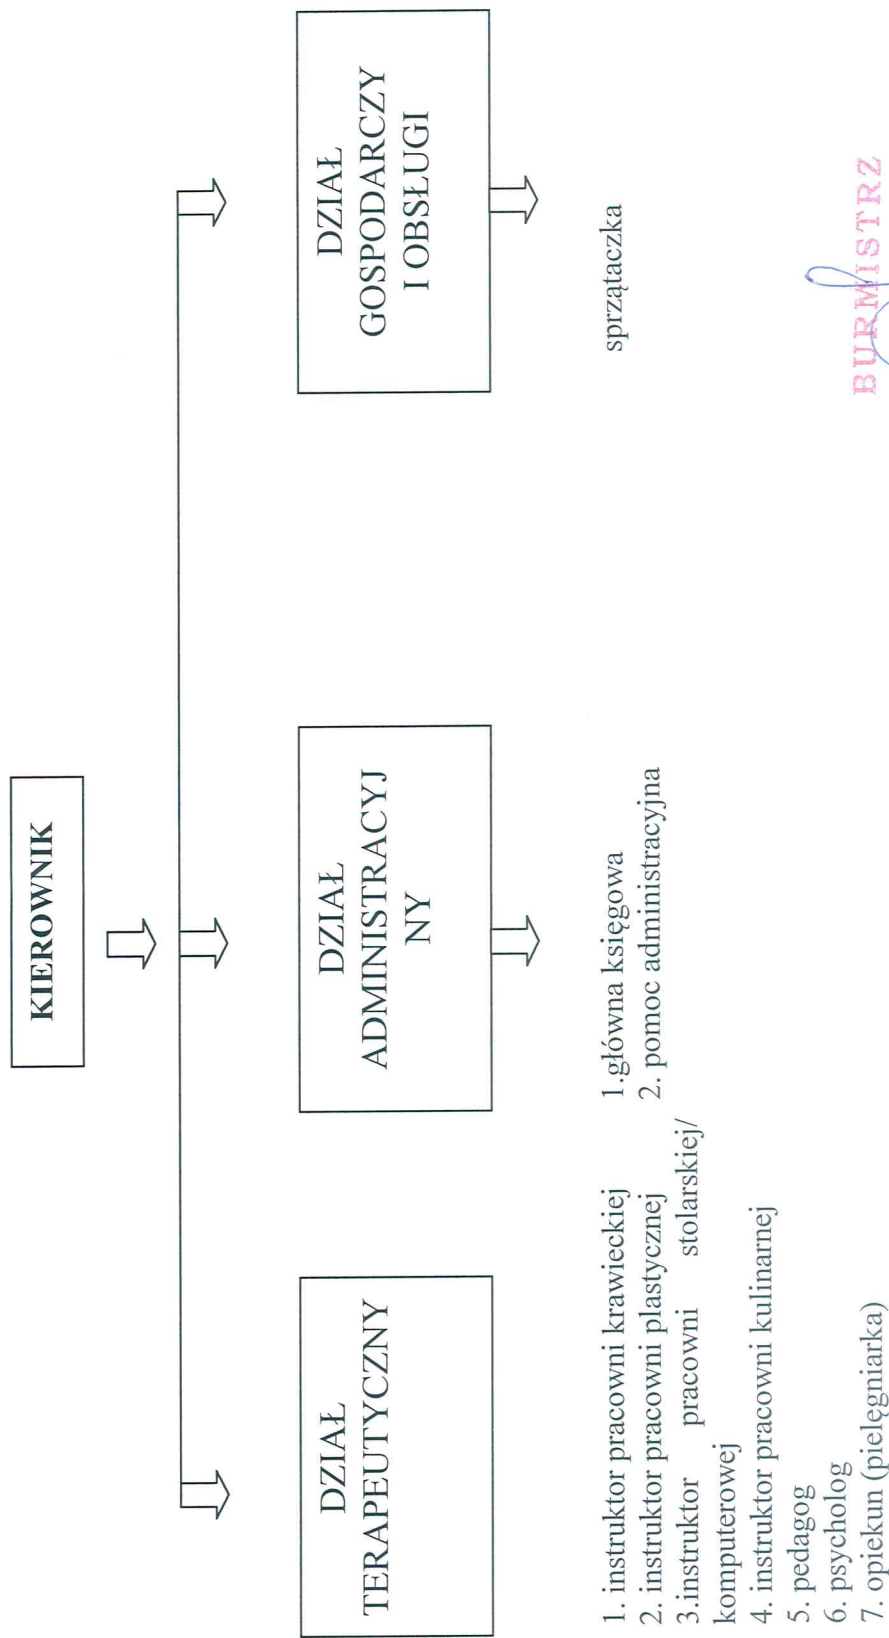 KIEROWNIK
DZIAŁ
TERAPEUTYCZNY
DZIAŁ
ADMINISTRACYJ
NY
DZIAŁ
GOSPODARCZY
I OBSŁUGI
1. instruktor pracowni krawieckiej
2. instruktor pracowni plastycznej
3.instruktor pracowni stolarskiej/
komputerowej
4. instruktor pracowni kulinarnej
5. pedagog
6. psycholog
7. opiekun (pielęgniarka)
1.główna księgowa
2. pomoc administracyjna
sprzątaczka
BURMISTRZ